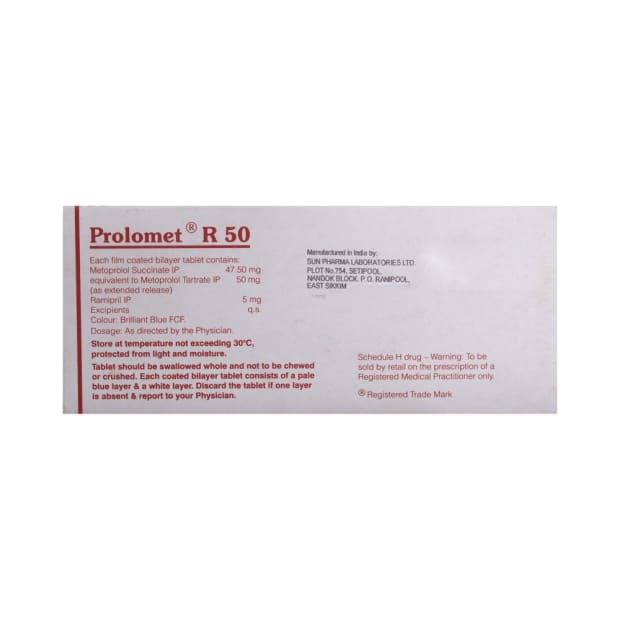 Prolomet® R 50
Each film coated bilayer tablet contains:
Metoprolol Succinate IP 47.50 mg
equivalent to Metoprolol Tartrate IP 50 mg
(as extended release)
Ramipril IP 5 mg
Excipients q.s.
Colour: Brilliant Blue FCF.
Dosage: As directed by the Physician.
Store at temperature not exceeding 30°C,
protected from light and moisture.
Tablet should be swallowed whole and not to be chewed
or crushed. Each coated bilayer tablet consists of a pale
blue layer & a white layer. Discard the tablet if one layer
is absent & report to your Physician.
Manufactured in India by:
SUN PHARMA LABORATORIES LTD.
PLOT No.754, SETIPOOL,
NANDOK BLOCK. P.O. RANIPOOL,
EAST SIKKIM
Schedule H drug – Warning: To be
sold by retail on the prescription of a
Registered Medical Practitioner only.
® Registered Trade Mark